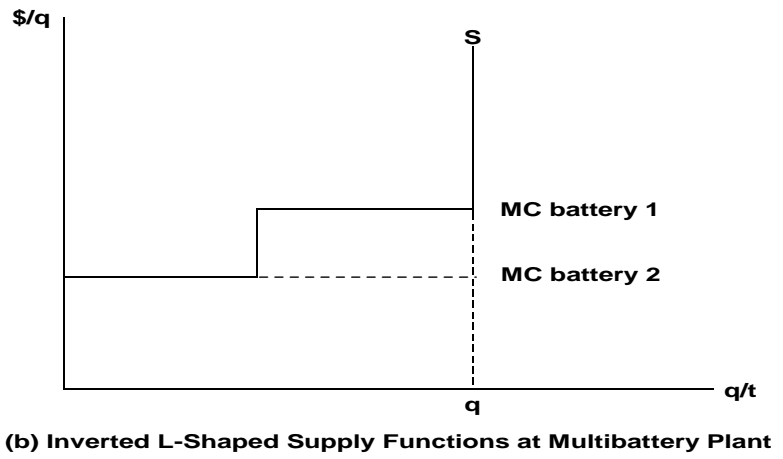 $/q
S
MC battery 1
MC battery 2
q/t
q
(b) Inverted L-Shaped Supply Functions at Multibattery Plant